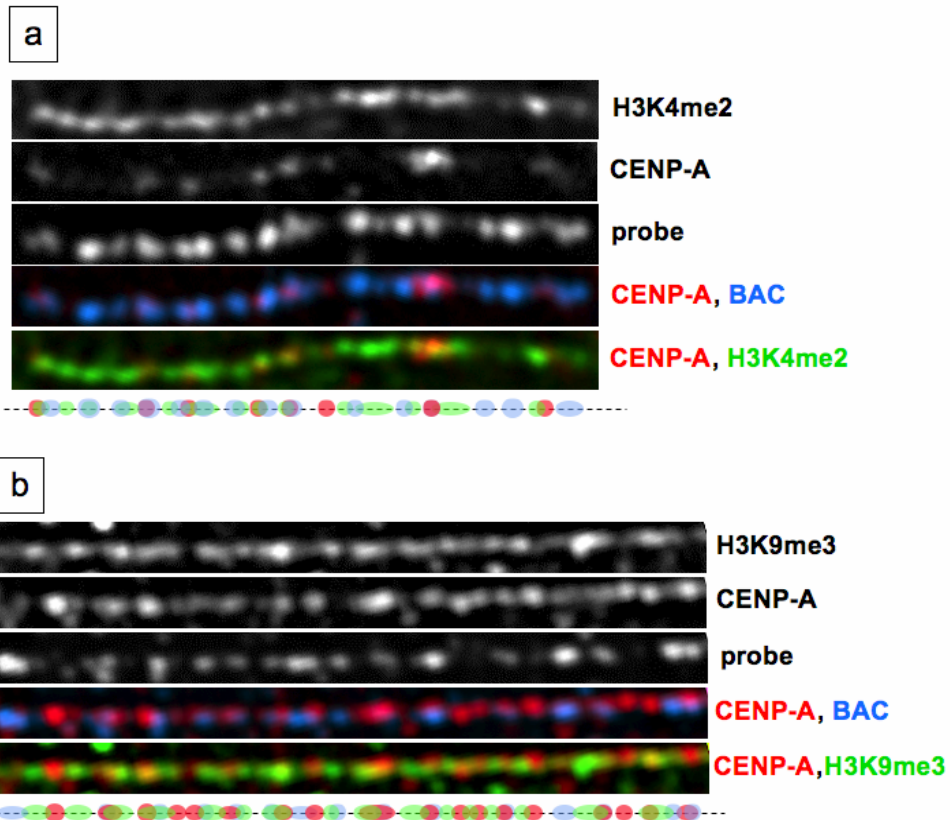 a
H3K4me2
CENP-A
probe
CENP-A, BAC
CENP-A, H3K4me2
b
H3K9me3
CENP-A
probe
CENP-A, BAC
CENP-A,H3K9me3